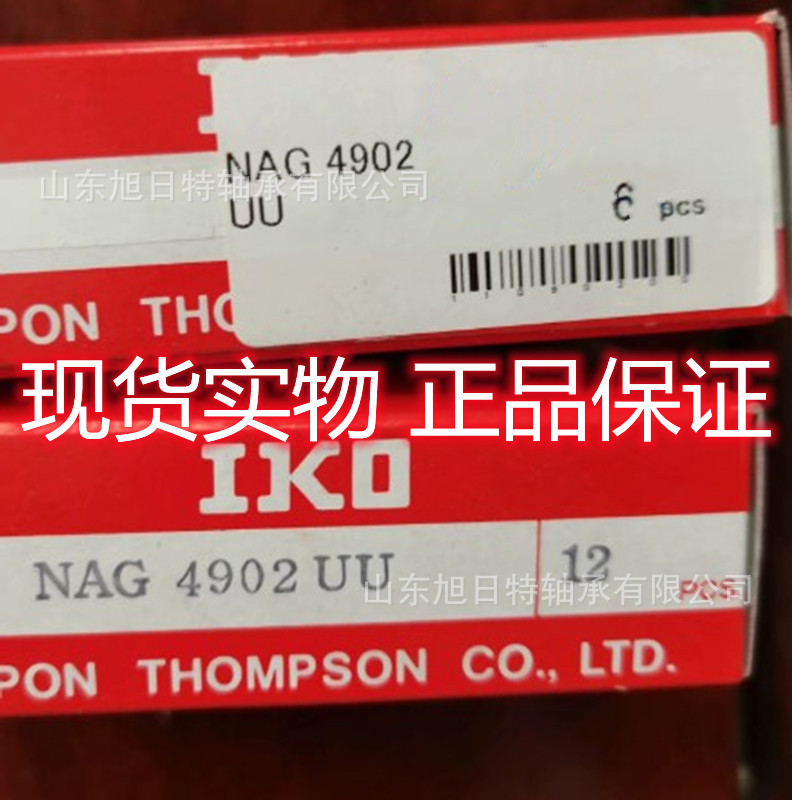 NAG 4902
山东旭日特轴承有限公司
UU
6 pcs
PON THO
现货实物 正品保证
IKO
NAG 4902 UU 12 PCS
山东旭日特轴承有限公司
PON THOMPSON CO., LTD.